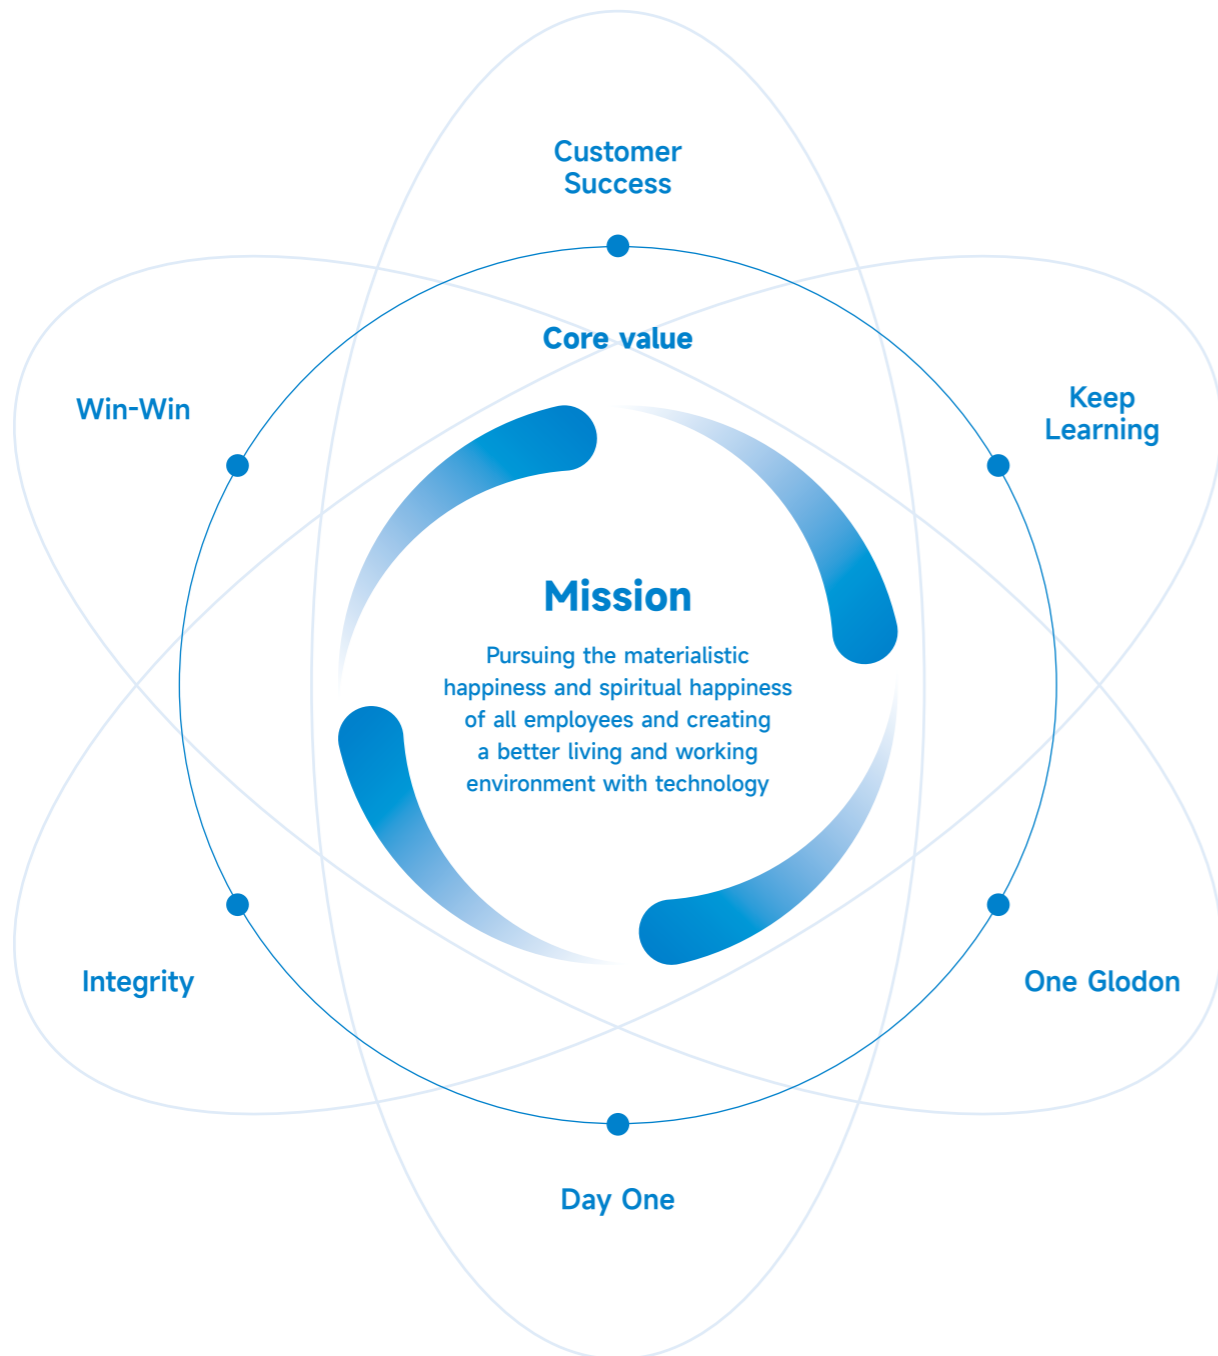 Customer
Success
Core value
Win-Win
Keep
Learning
Mission
Pursuing the materialistic
happiness and spiritual happiness
of all employees and creating
a better living and working
environment with technology
Integrity
One Glodon
Day One